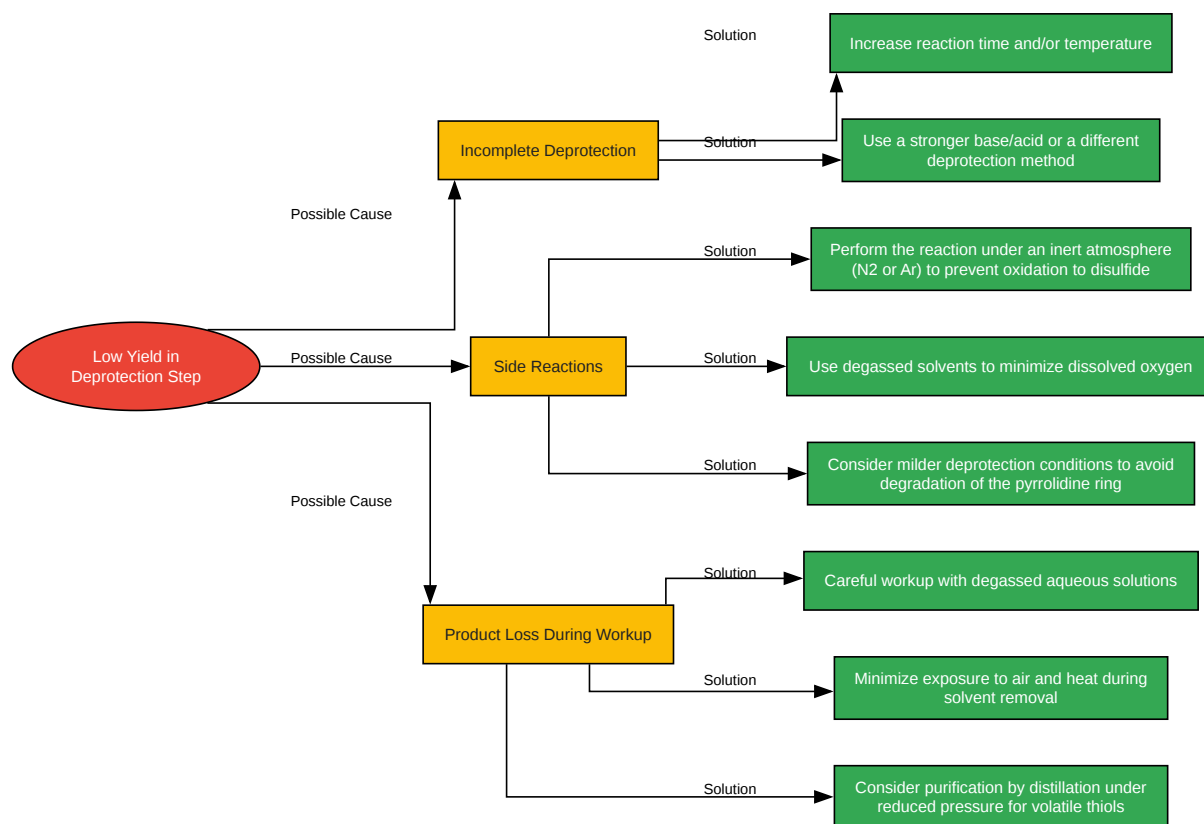 Low Yield in
Deprotection Step
Possible Cause
Incomplete Deprotection
Solution
Increase reaction time and/or temperature
Solution
Use a stronger base/acid or a different
deprotection method
Possible Cause
Side Reactions
Solution
Perform the reaction under an inert atmosphere
(N2 or Ar) to prevent oxidation to disulfide
Solution
Use degassed solvents to minimize dissolved oxygen
Solution
Consider milder deprotection conditions to avoid
degradation of the pyrrolidine ring
Possible Cause
Product Loss During Workup
Solution
Careful workup with degassed aqueous solutions
Solution
Minimize exposure to air and heat during
solvent removal
Solution
Consider purification by distillation under
reduced pressure for volatile thiols